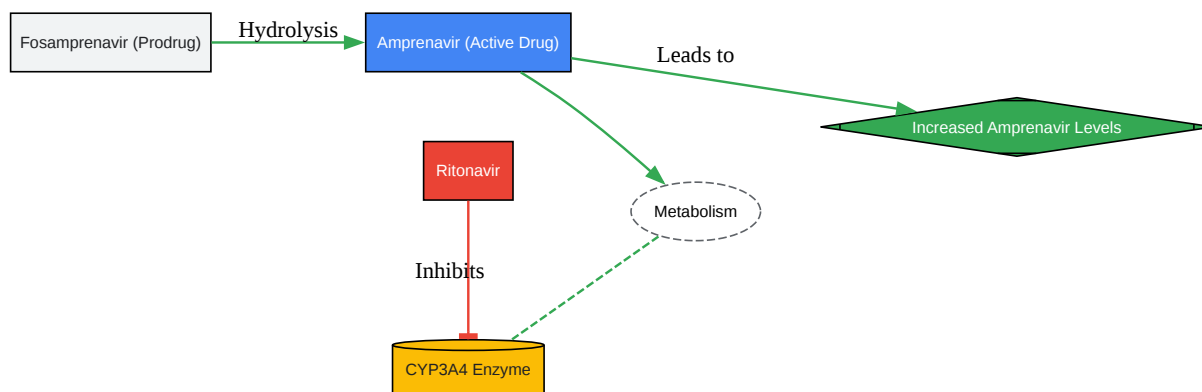 Fosamprenavir (Prodrug)
Hydrolysis
Amprenavir (Active Drug)
Leads to
Increased Amprenavir Levels
Ritonavir
Metabolism
Inhibits
CYP3A4 Enzyme